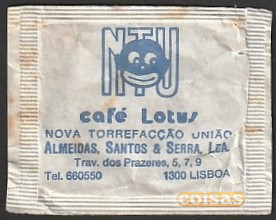 NTU
café Lotus
NOVA TORREFACÇÃO UNIÃO
ALMEIDAS, SANTOS & SERRA, LDA.
Trav. dos Prazeres, 5, 7, 9
Tel. 660550 1300 LISBOA
coisas